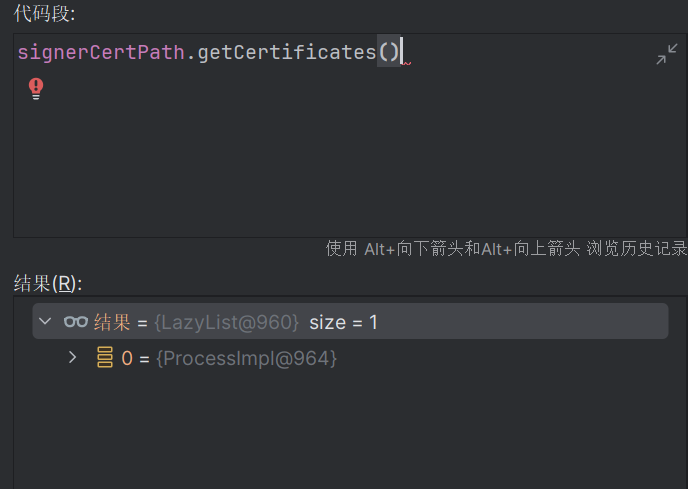 代码段:
signerCertPath.getCertificates()
使用 Alt+向下箭头和Alt+向上箭头 浏览历史记录
结果(R):
结果 = {LazyList@960} size = 1
0 = {ProcessImpl@964}